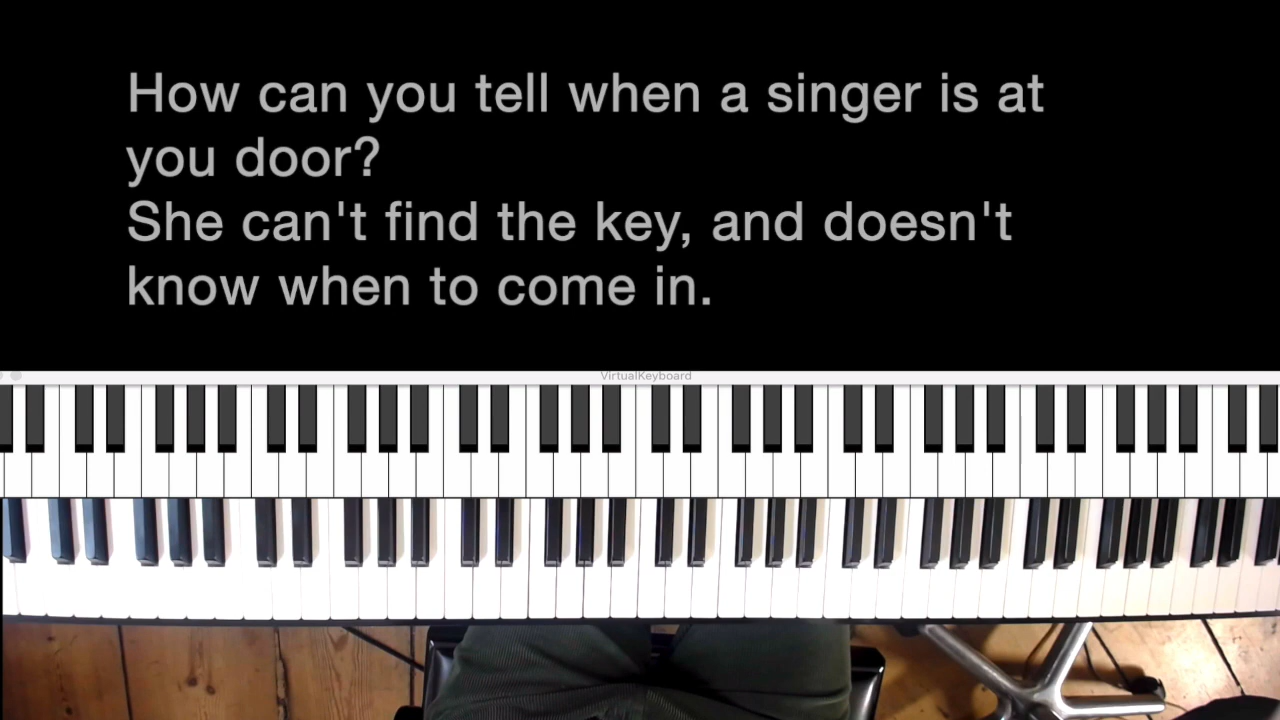 How can you tell when a singer is at
you door?
She can't find the key, and doesn't
know when to come in.
VirtualKeyboard